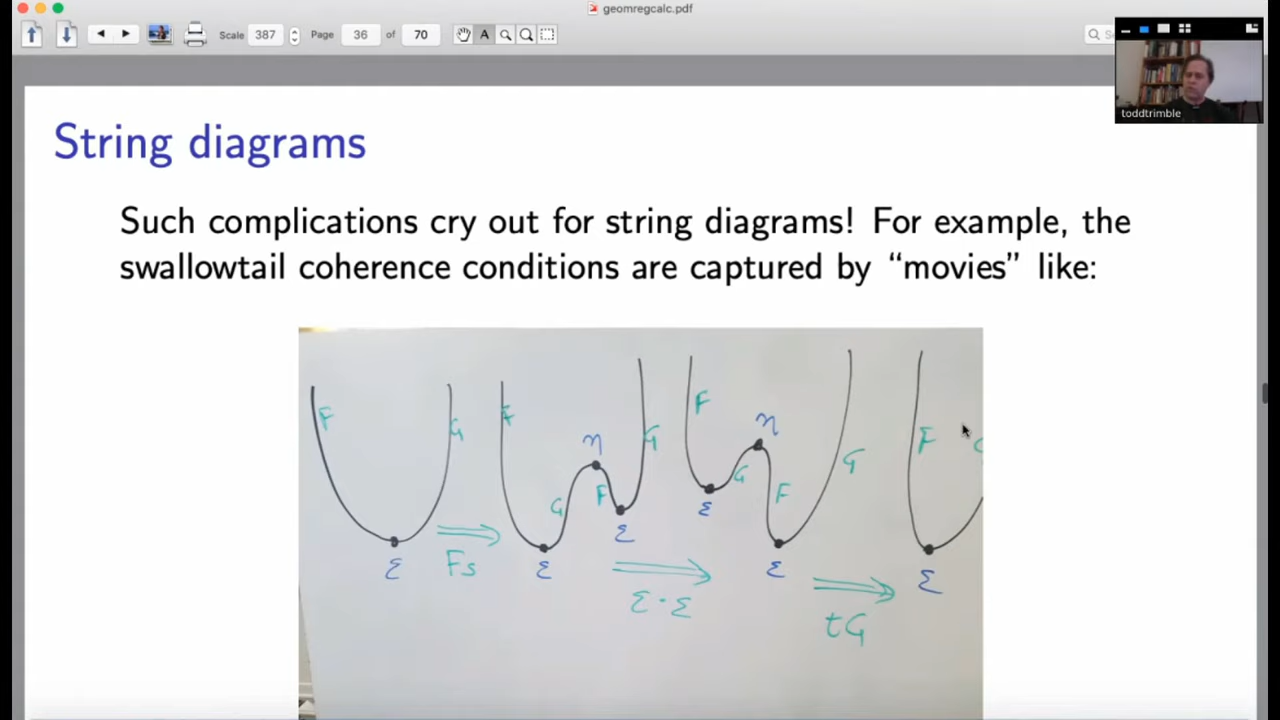 geomregcalc.pdf
Scale 387 Page 36 of 70
toddtrimble
String diagrams
Such complications cry out for string diagrams! For example, the
swallowtail coherence conditions are captured by “movies” like:
F G F G F G F G F G F
η η
ε ε ε ε ε ε
Fs ε·ε tG